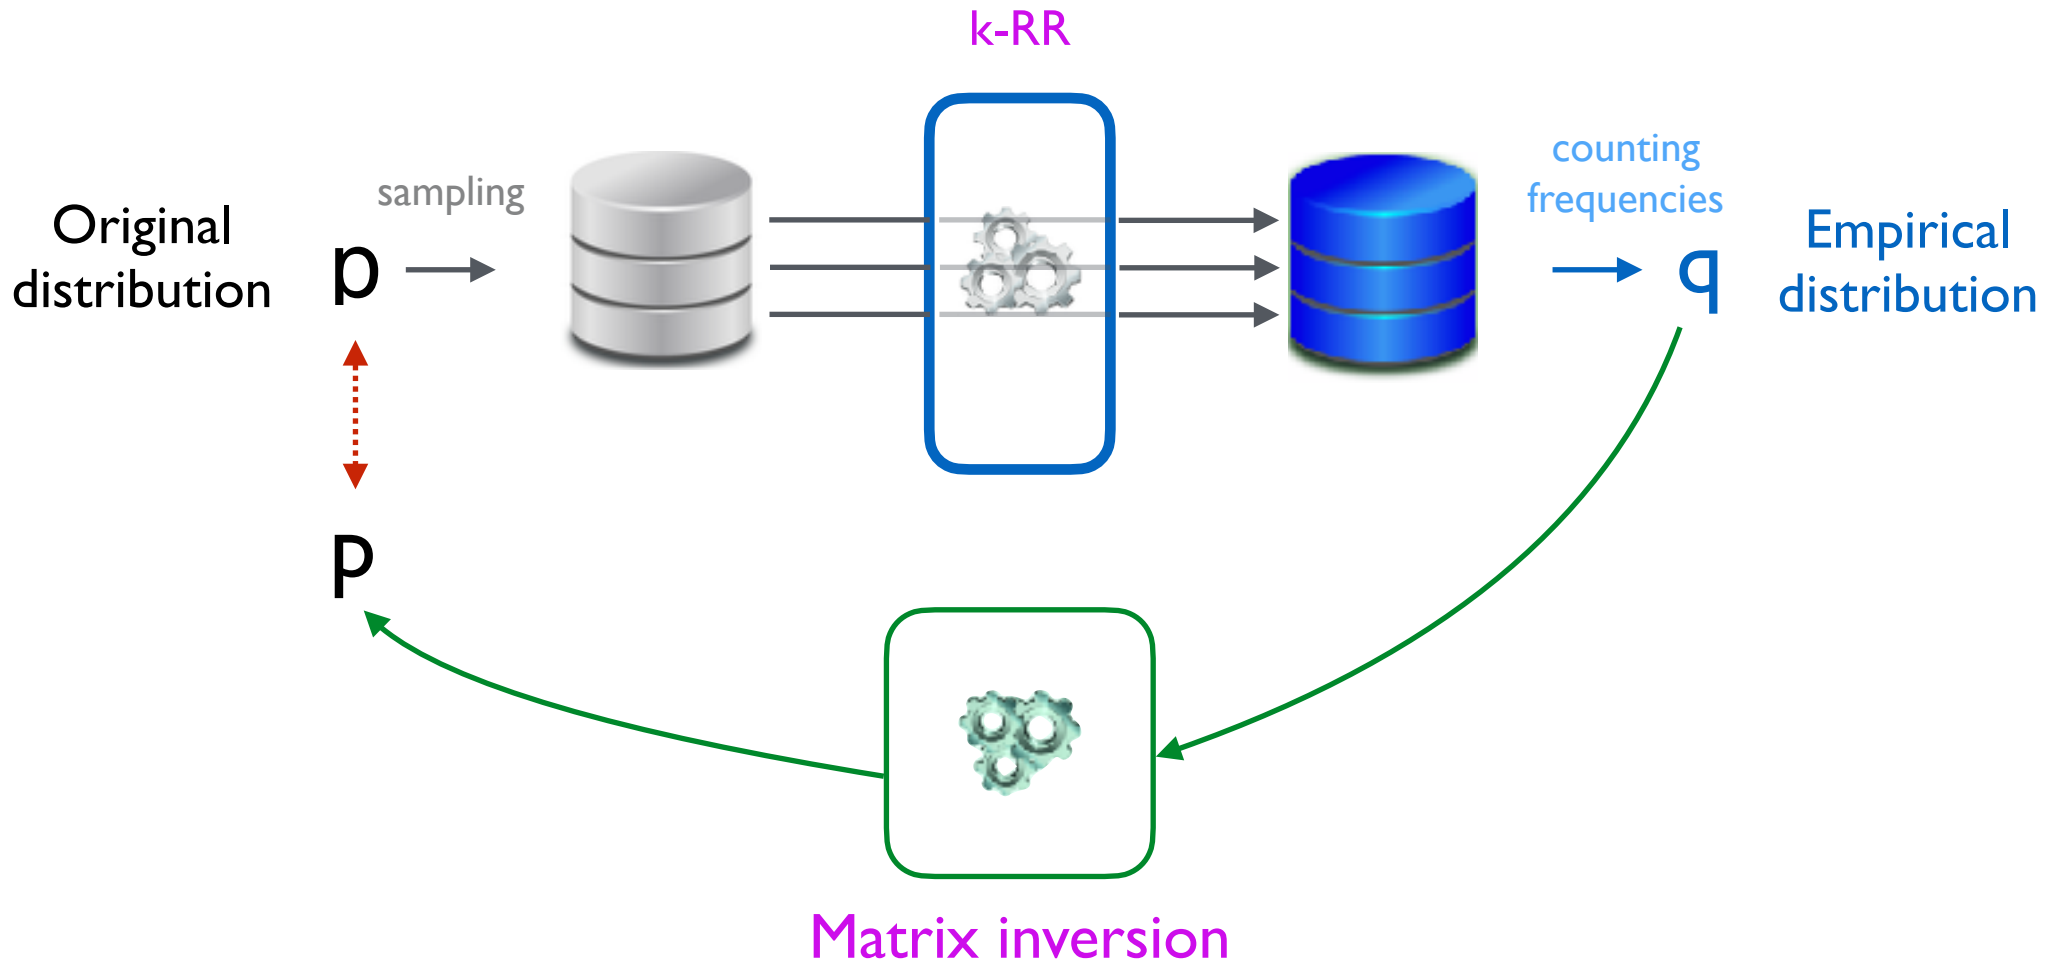 k-RR
sampling
counting
frequencies
Original
distribution
p
q
Empirical
distribution
p
Matrix inversion